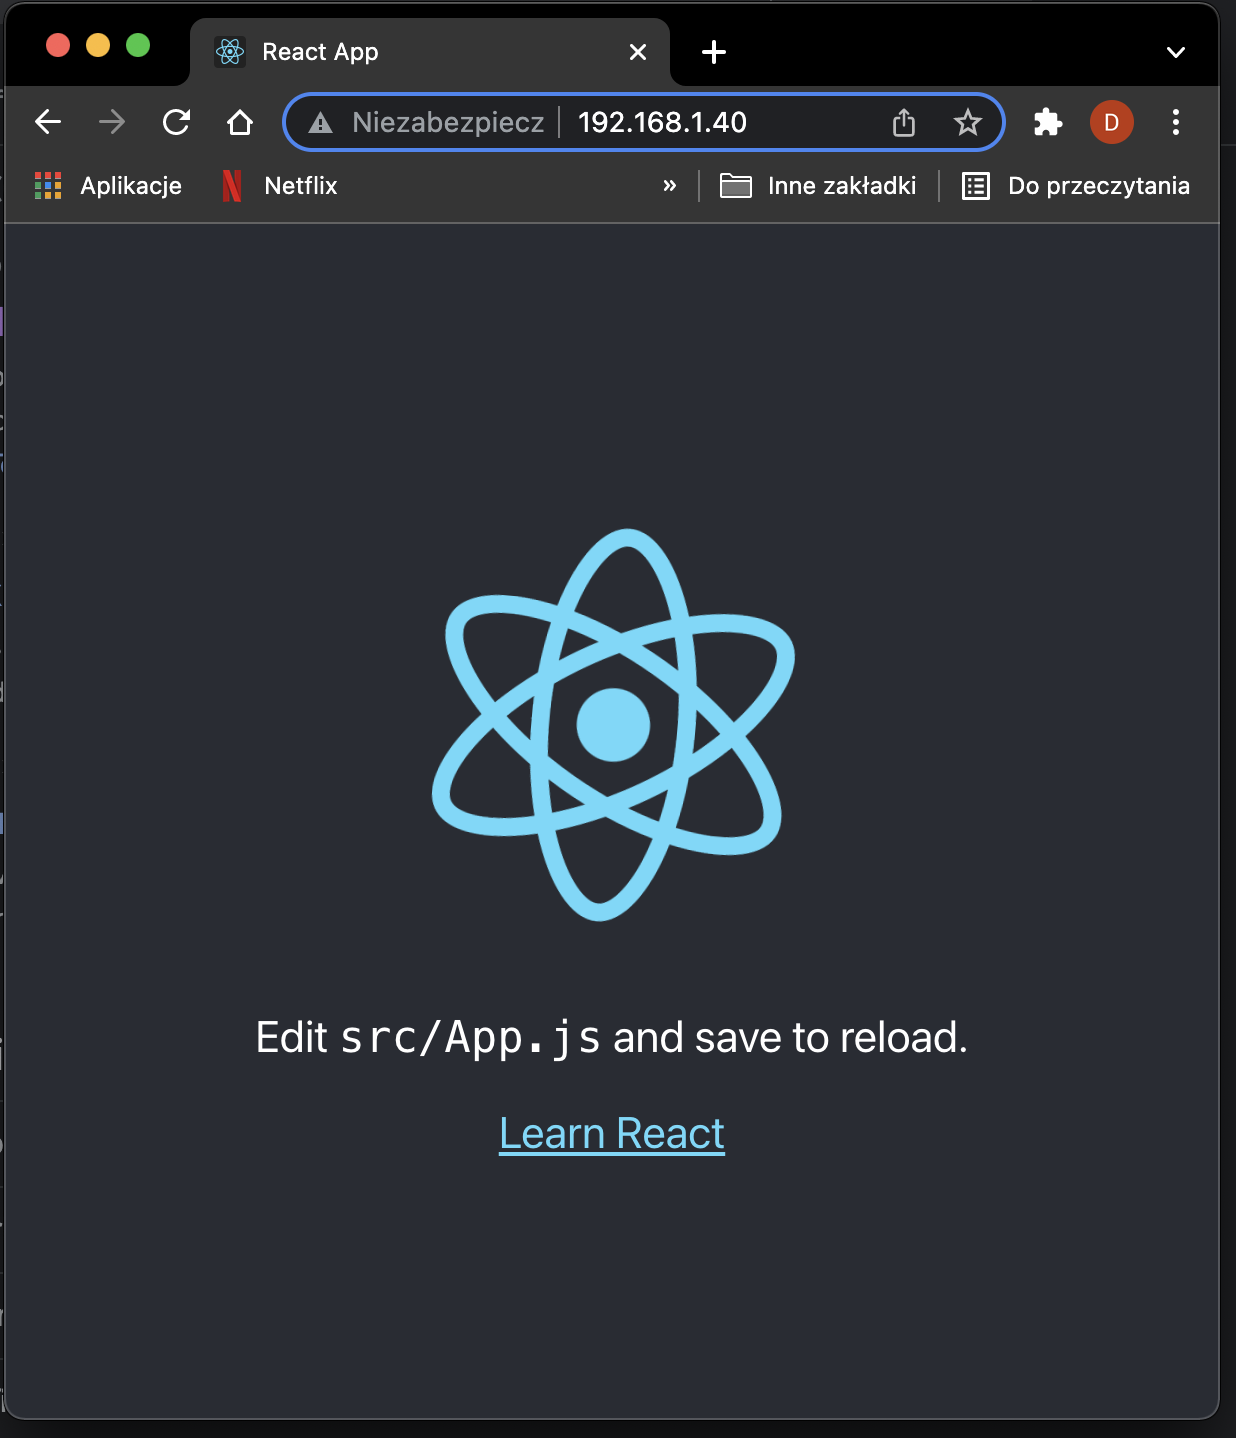 React App
Niezabezpiecz 192.168.1.40 D
Aplikacje Netflix » Inne zakładki Do przeczytania
Edit src/App.js and save to reload.
Learn React